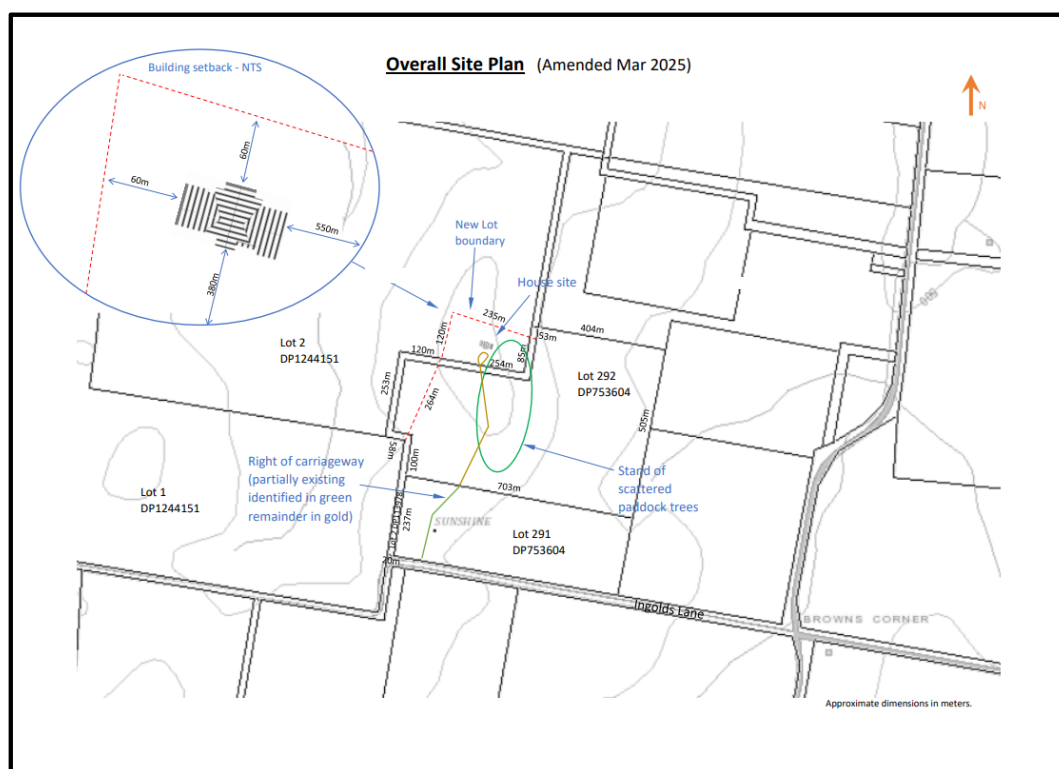 Overall Site Plan (Amended Mar 2025)
Building setback - NTS
60m
60m
550m
380m
N
New Lot
boundary
House site
235m
120m
53m
404m
120m
254m
85m
Lot 2
DP1244151
Lot 292
DP753604
253m
264m
505m
58m
100m
Right of carriageway
(partially existing
identified in green
remainder in gold)
703m
Stand of
scattered
paddock trees
Lot 1
DP1244151
237m
SUNSHINE
Lot 291
DP753604
20m
Ingolds Lane
BROWNS CORNER
Approximate dimensions in meters.